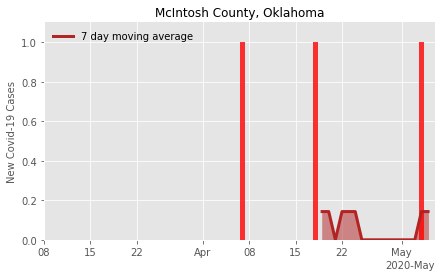 McIntosh County, Oklahoma
7 day moving average
New Covid-19 Cases
1.0
0.8
0.6
0.4
0.2
0.0
08 15 22 Apr 08 15 22 May
2020-May